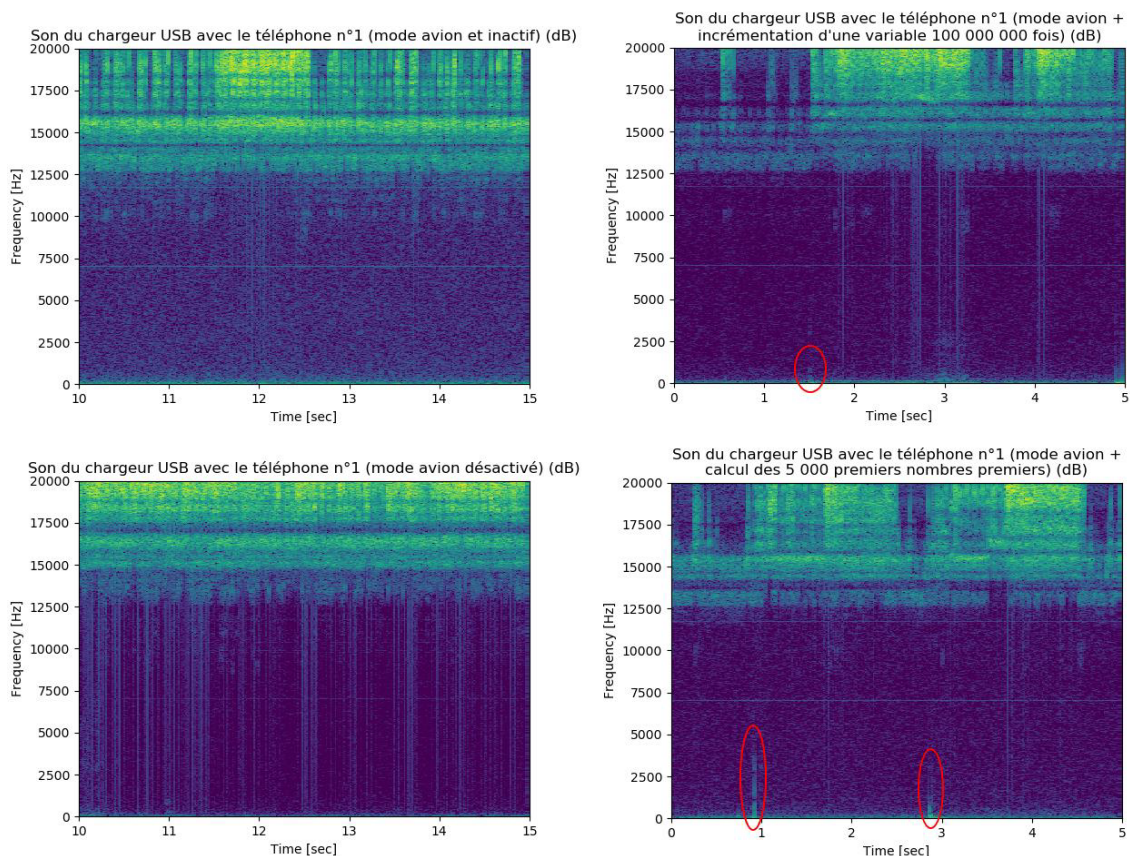 Son du chargeur USB avec le téléphone n°1 (mode avion et inactif) (dB)
20000
17500
15000
12500
10000
7500
5000
2500
0
Frequency [Hz]
10 11 12 13 14 15
Time [sec]
Son du chargeur USB avec le téléphone n°1 (mode avion +
incrémentation d'une variable 100 000 000 fois) (dB)
20000
17500
15000
12500
10000
7500
5000
2500
0
Frequency [Hz]
0 1 2 3 4 5
Time [sec]
Son du chargeur USB avec le téléphone n°1 (mode avion désactivé) (dB)
20000
17500
15000
12500
10000
7500
5000
2500
0
Frequency [Hz]
10 11 12 13 14 15
Time [sec]
Son du chargeur USB avec le téléphone n°1 (mode avion +
calcul des 5 000 premiers nombres premiers) (dB)
20000
17500
15000
12500
10000
7500
5000
2500
0
Frequency [Hz]
0 1 2 3 4 5
Time [sec]